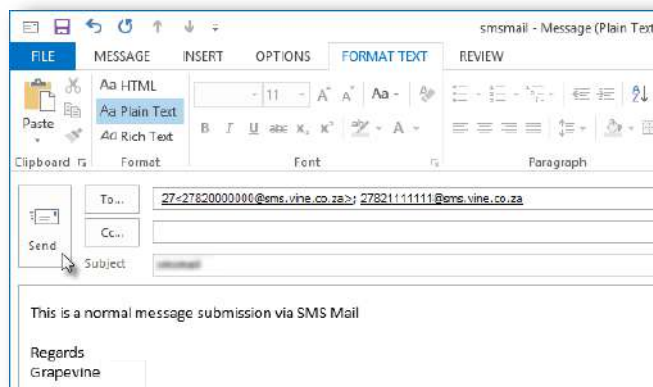 smsmail - Message (Plain Text
FILE MESSAGE INSERT OPTIONS FORMAT TEXT REVIEW
Paste
Aa HTML
Aa Plain Text
Aa Rich Text
11 A A Aa
B I U abc x, x A
Clipboard Format Font Paragraph
Send
To... 27<27820000000@sms.vine.co.za>; 27821111111@sms.vine.co.za
Cc...
Subject
This is a normal message submission via SMS Mail
Regards
Grapevine